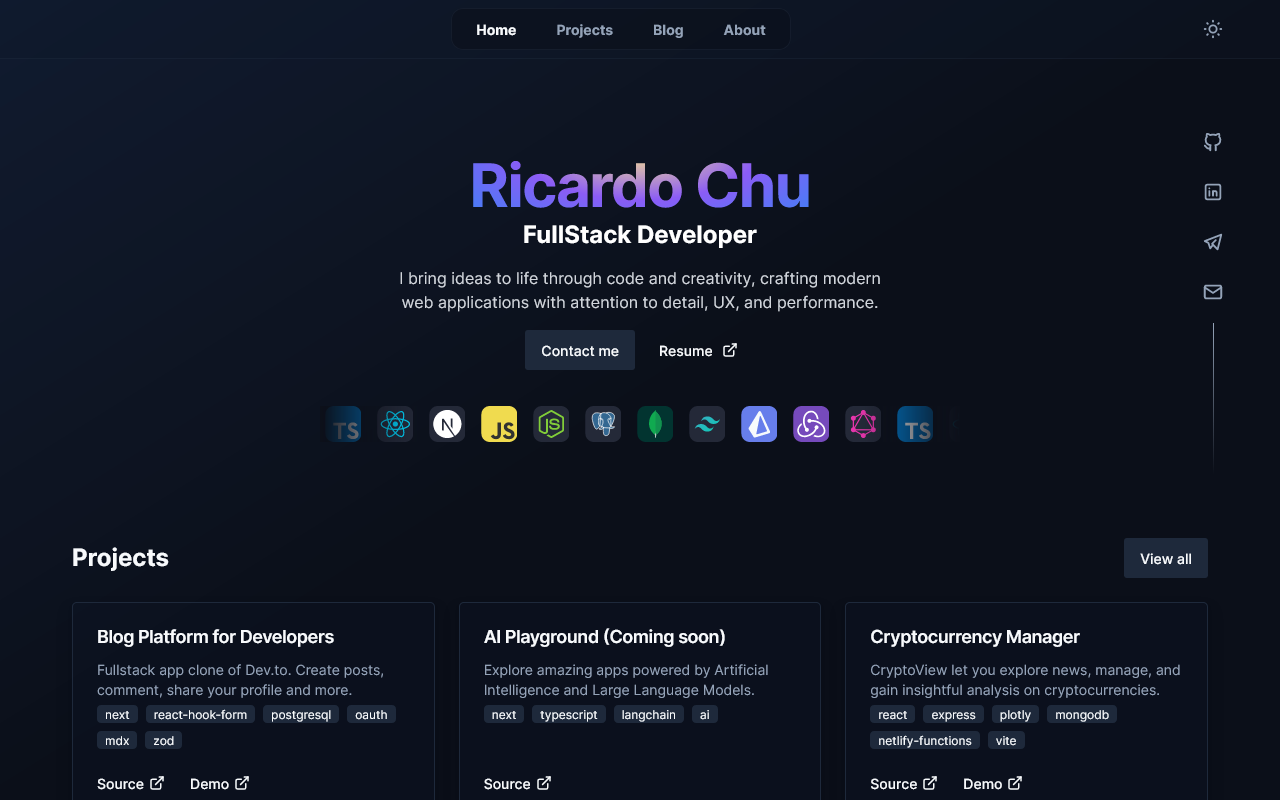 Home Projects Blog About
Ricardo Chu
FullStack Developer
I bring ideas to life through code and creativity, crafting modern
web applications with attention to detail, UX, and performance.
Contact me Resume
TS N JS JS TS
Projects
View all
Blog Platform for Developers
Fullstack app clone of Dev.to. Create posts,
comment, share your profile and more.
next react-hook-form postgresql oauth
mdx zod
Source Demo
AI Playground (Coming soon)
Explore amazing apps powered by Artificial
Intelligence and Large Language Models.
next typescript langchain ai
Source
Cryptocurrency Manager
CryptoView let you explore news, manage, and
gain insightful analysis on cryptocurrencies.
react express plotly mongodb
netlify-functions vite
Source Demo